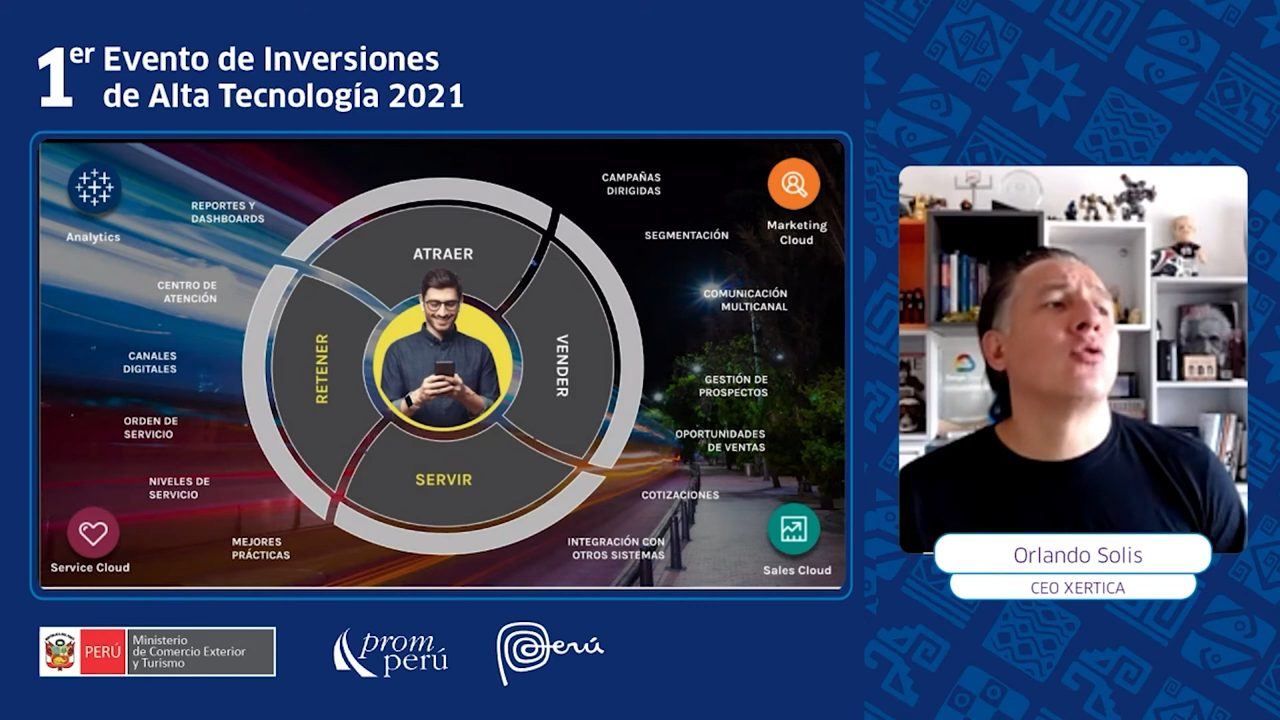 1er Evento de Inversiones
de Alta Tecnología 2021
Analytics
REPORTES Y
DASHBOARDS
CENTRO DE
ATENCIÓN
CANALES
DIGITALES
ORDEN DE
SERVICIO
NIVELES DE
SERVICIO
MEJORES
PRÁCTICAS
Service Cloud
ATRAER
RETENER
VENDER
SERVIR
CAMPAÑAS
DIRIGIDAS
Marketing
Cloud
SEGMENTACIÓN
COMUNICACIÓN
MULTICANAL
GESTIÓN DE
PROSPECTOS
OPORTUNIDADES
DE VENTAS
COTIZACIONES
INTEGRACIÓN CON
OTROS SISTEMAS
Sales Cloud
Orlando Solis
CEO XERTICA
PERÚ
Ministerio
de Comercio Exterior
y Turismo
prom
perú
Perú